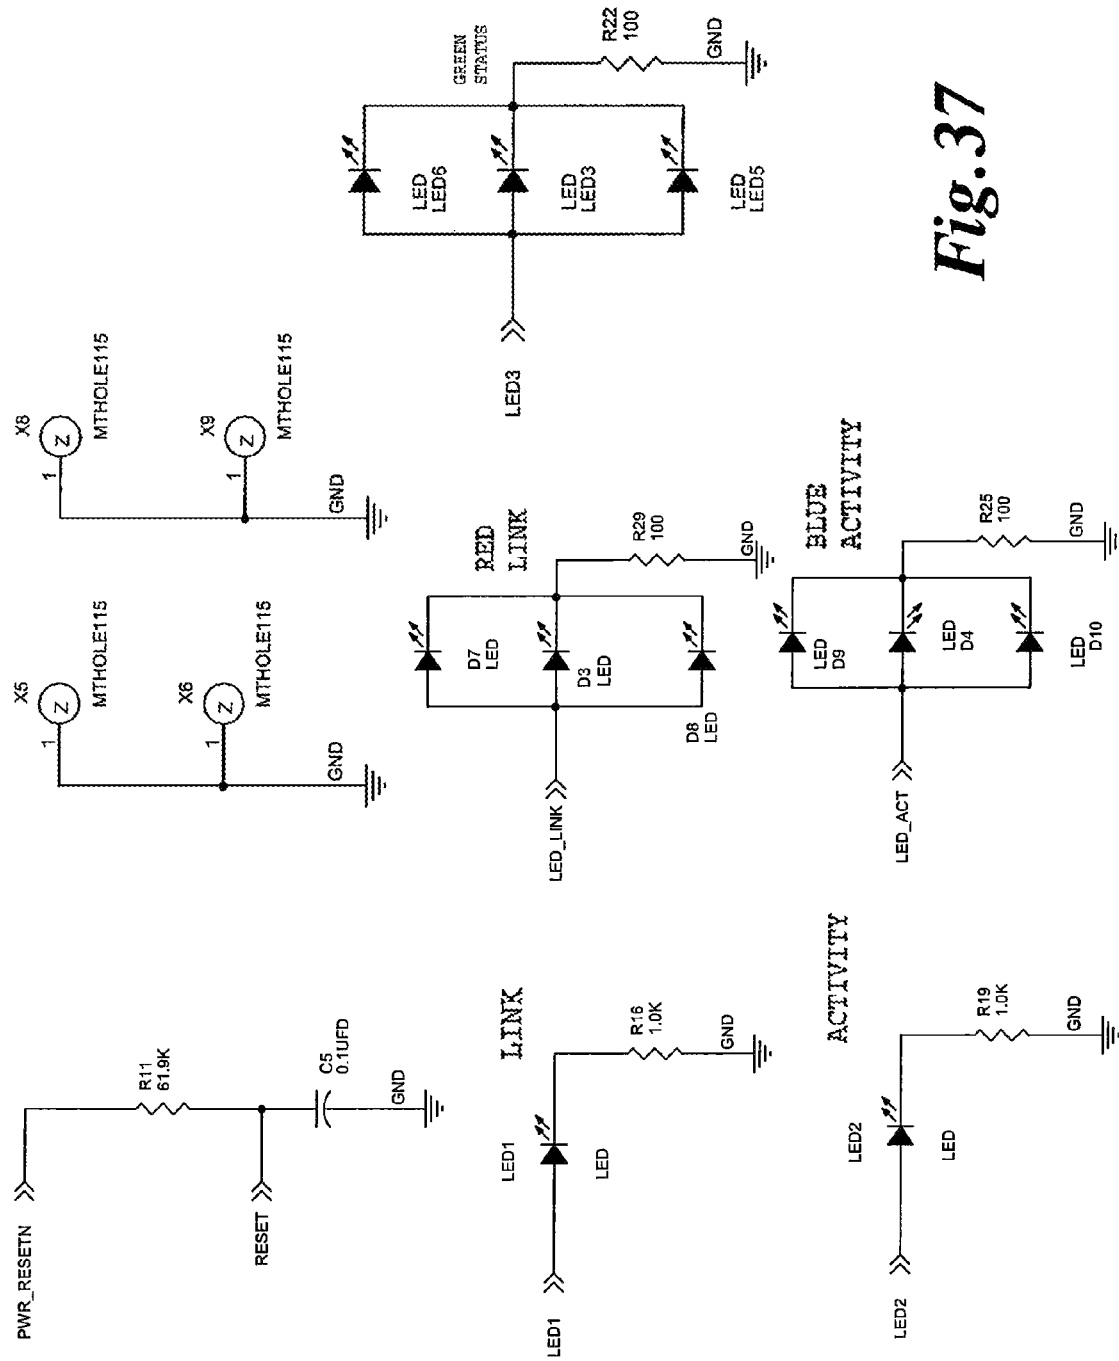 PWR_RESETN
R11
61.9K
RESET
C5
0.1UFD
GND
X5
1
Z
MTHOLE115
X6
1
Z
MTHOLE115
GND
X8
1
Z
MTHOLE115
X9
1
Z
MTHOLE115
GND
LED1
LED1
LED
LINK
R16
1.0K
GND
LED_LINK
D7
LED
D3
LED
D8
LED
RED
LINK
R29
100
GND
LED3
LED
LED6
LED
LED3
LED
LED5
GREEN
STATUS
R22
100
GND
LED2
LED2
LED
ACTIVITY
R19
1.0K
GND
LED_ACT
LED
D9
LED
D4
LED
D10
BLUE
ACTIVITY
R25
100
GND
Fig.37